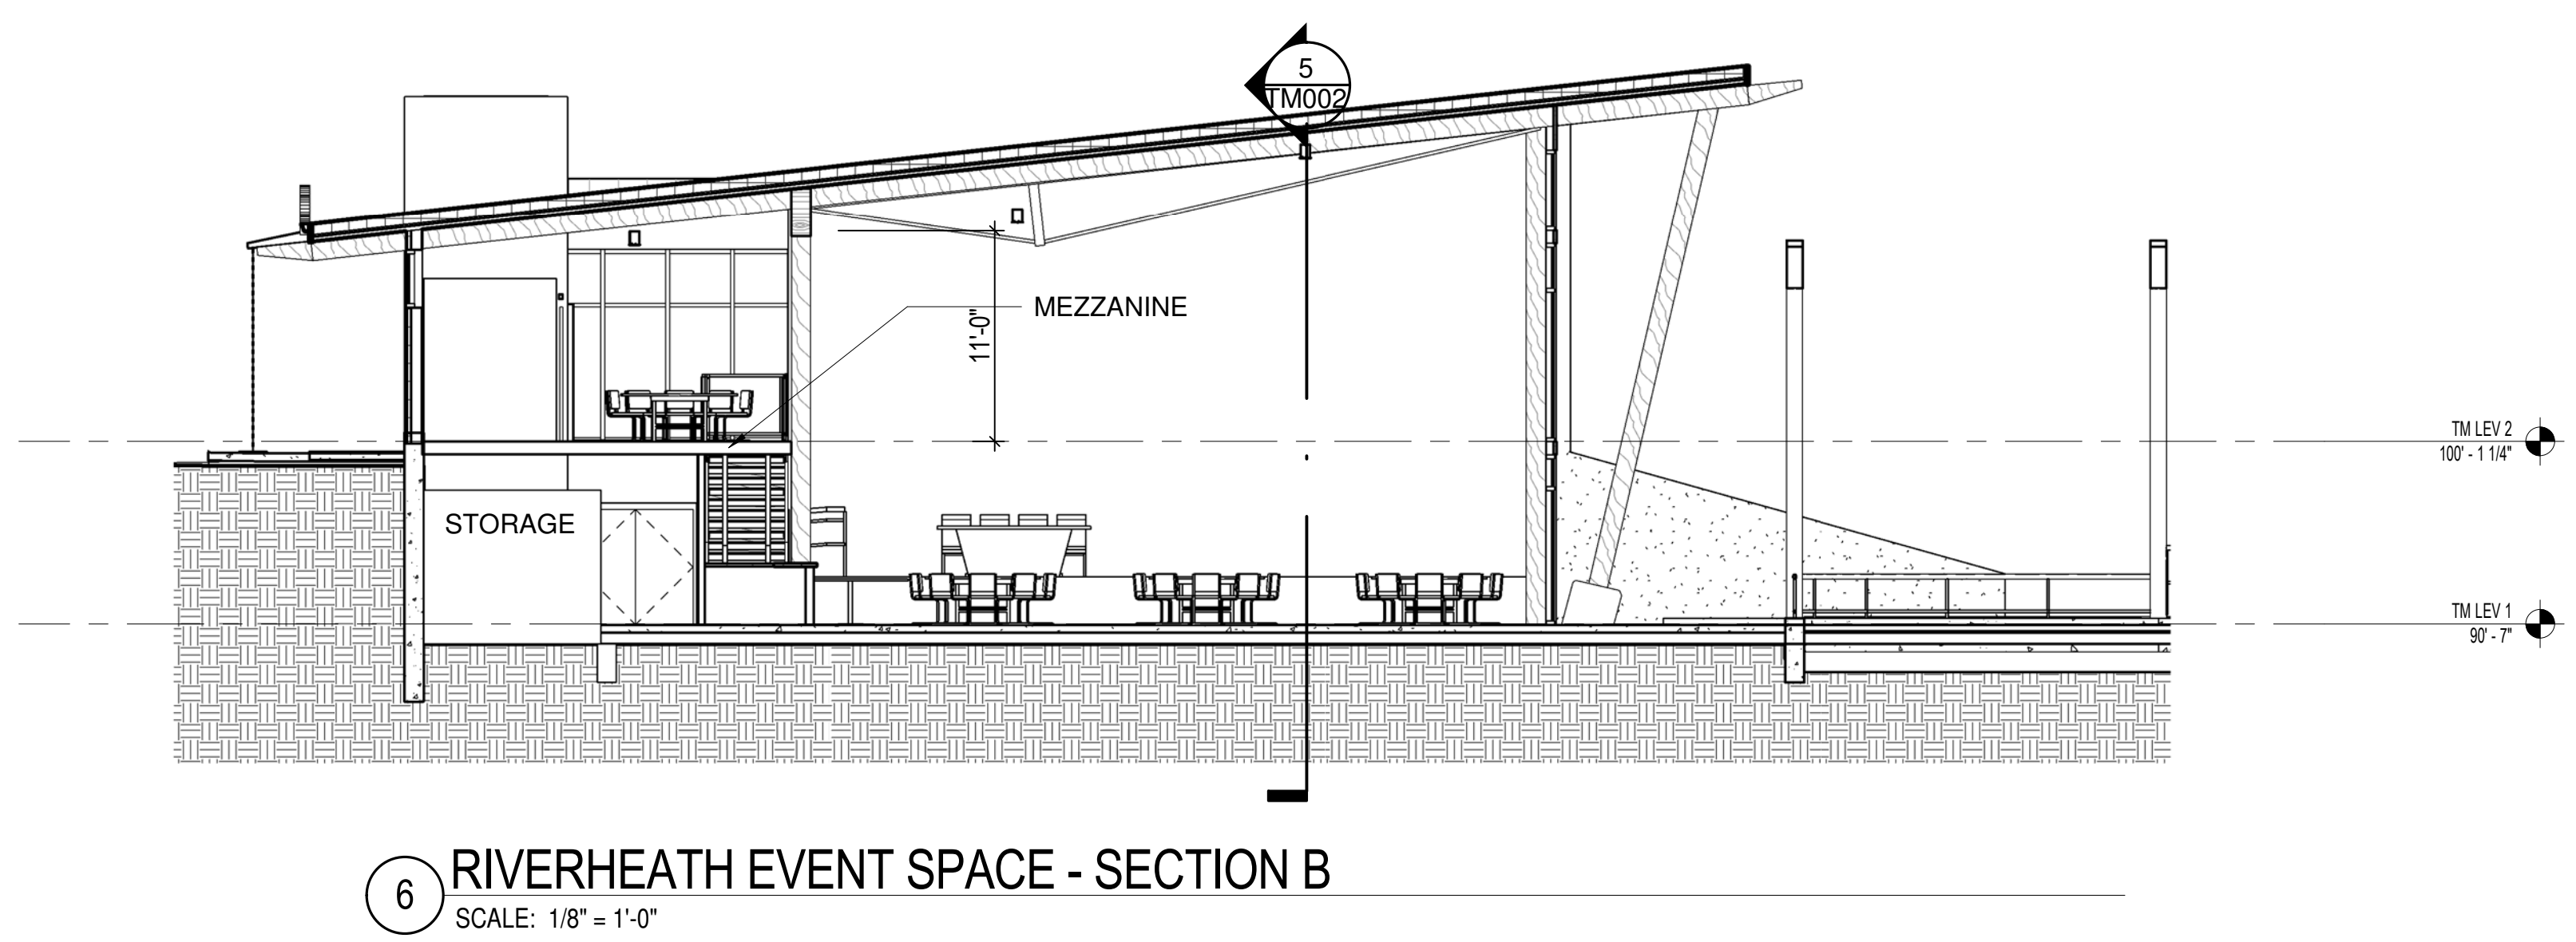 5
TM002
MEZZANINE
11'-0"
TM LEV 2
100' - 1 1/4"
STORAGE
TM LEV 1
90' - 7"
6
RIVERHEATH EVENT SPACE - SECTION B
SCALE: 1/8" = 1'-0"